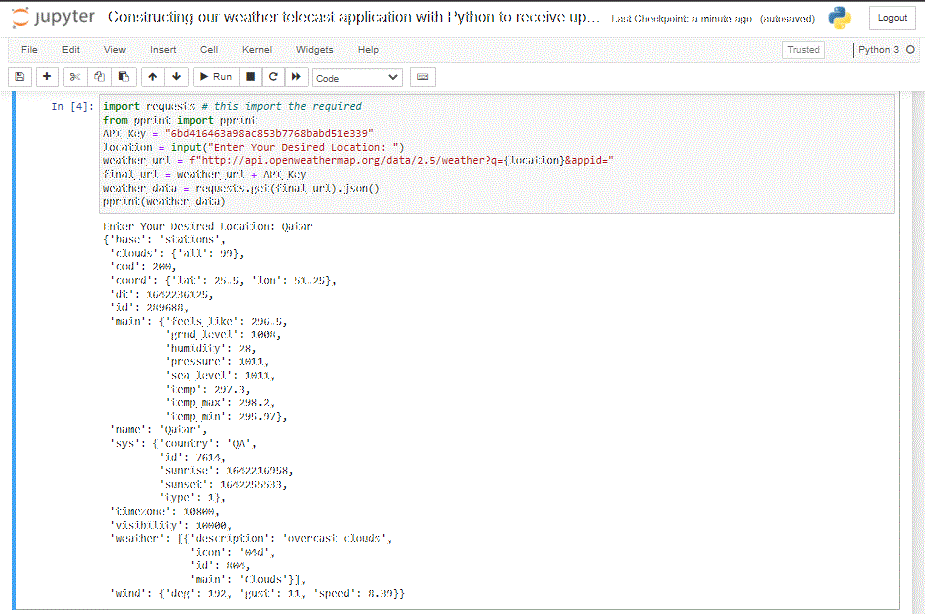 jupyter Constructing our weather telecast application with Python to receive up... Last Checkpoint: a minute ago (autosaved) Logout
File Edit View Insert Cell Kernel Widgets Help Trusted Python 3
Run Code
In [4]: import requests # this import the required
from pprint import pprint
API_Key = "6bd416463a98ac853b7768babd51e339"
location = input("Enter Your Desired Location: ")
weather_url = f"http://api.openweathermap.org/data/2.5/weather?q={location}&appid="
final_url = weather_url + API_Key
weather_data = requests.get(final_url).json()
pprint(weather_data)
Enter Your Desired Location: Qatar
{'base': 'stations',
'clouds': {'all': 99},
'cod': 200,
'coord': {'lat': 25.5, 'lon': 51.25},
'dt': 1642236125,
'id': 289688,
'main': {'feels_like': 296.5,
'grnd_level': 1008,
'humidity': 28,
'pressure': 1011,
'sea_level': 1011,
'temp': 297.3,
'temp_max': 298.2,
'temp_min': 295.97},
'name': 'Qatar',
'sys': {'country': 'QA',
'id': 7614,
'sunrise': 1642216958,
'sunset': 1642255533,
'type': 1},
'timezone': 10800,
'visibility': 10000,
'weather': [{'description': 'overcast clouds',
'icon': '04d',
'id': 804,
'main': 'Clouds'}],
'wind': {'deg': 192, 'gust': 11, 'speed': 8.39}}